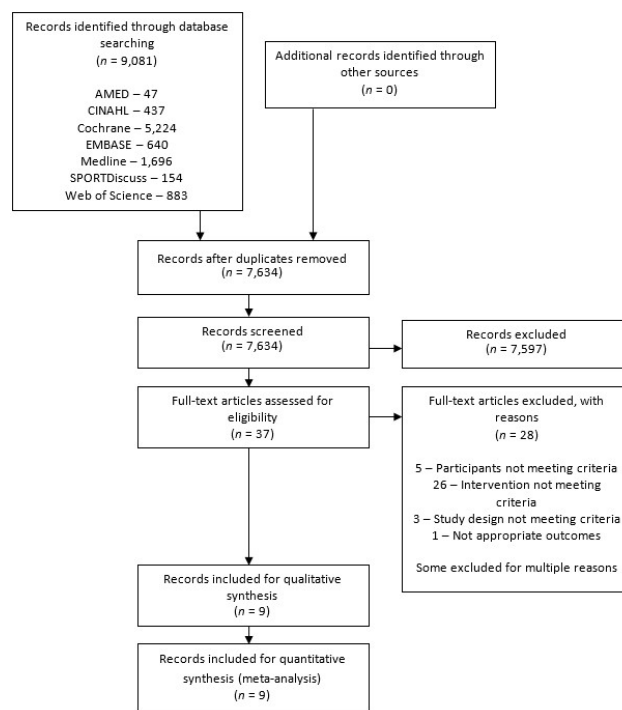 Records identified through database
searching
(n = 9,081)
AMED – 47
CINAHL – 437
Cochrane – 5,224
EMBASE – 640
Medline – 1,696
SPORTDiscuss – 154
Web of Science – 883
Additional records identified through
other sources
(n = 0)
Records after duplicates removed
(n = 7,634)
Records screened
(n = 7,634)
Records excluded
(n = 7,597)
Full-text articles assessed for
eligibility
(n = 37)
Full-text articles excluded, with
reasons
(n = 28)
5 – Participants not meeting criteria
26 – Intervention not meeting
criteria
3 – Study design not meeting criteria
1 – Not appropriate outcomes
Some excluded for multiple reasons
Records included for qualitative
synthesis
(n = 9)
Records included for quantitative
synthesis (meta-analysis)
(n = 9)